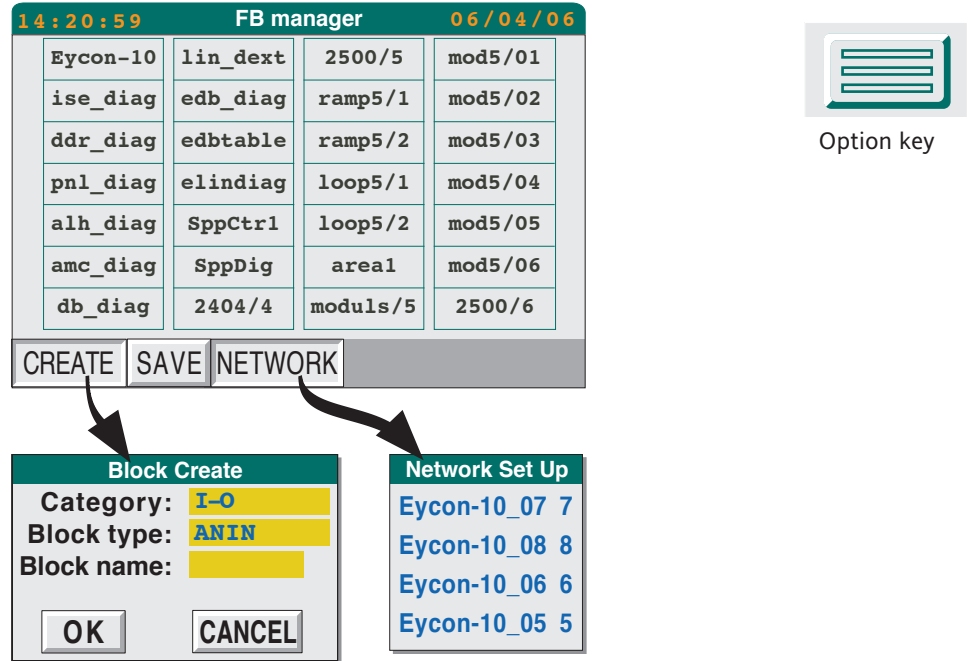 14:20:59 FB manager 06/04/06
Eycon-10 lin_dext 2500/5 mod5/01
ise_diag edb_diag ramp5/1 mod5/02
ddr_diag edbtable ramp5/2 mod5/03
pnl_diag elindiag loop5/1 mod5/04
alh_diag SppCtr1 loop5/2 mod5/05
amc_diag SppDig area1 mod5/06
db_diag 2404/4 moduls/5 2500/6
CREATE SAVE NETWORK
Option key
Block Create
Category: I-O
Block type: ANIN
Block name:
OK CANCEL
Network Set Up
Eycon-10_07 7
Eycon-10_08 8
Eycon-10_06 6
Eycon-10_05 5